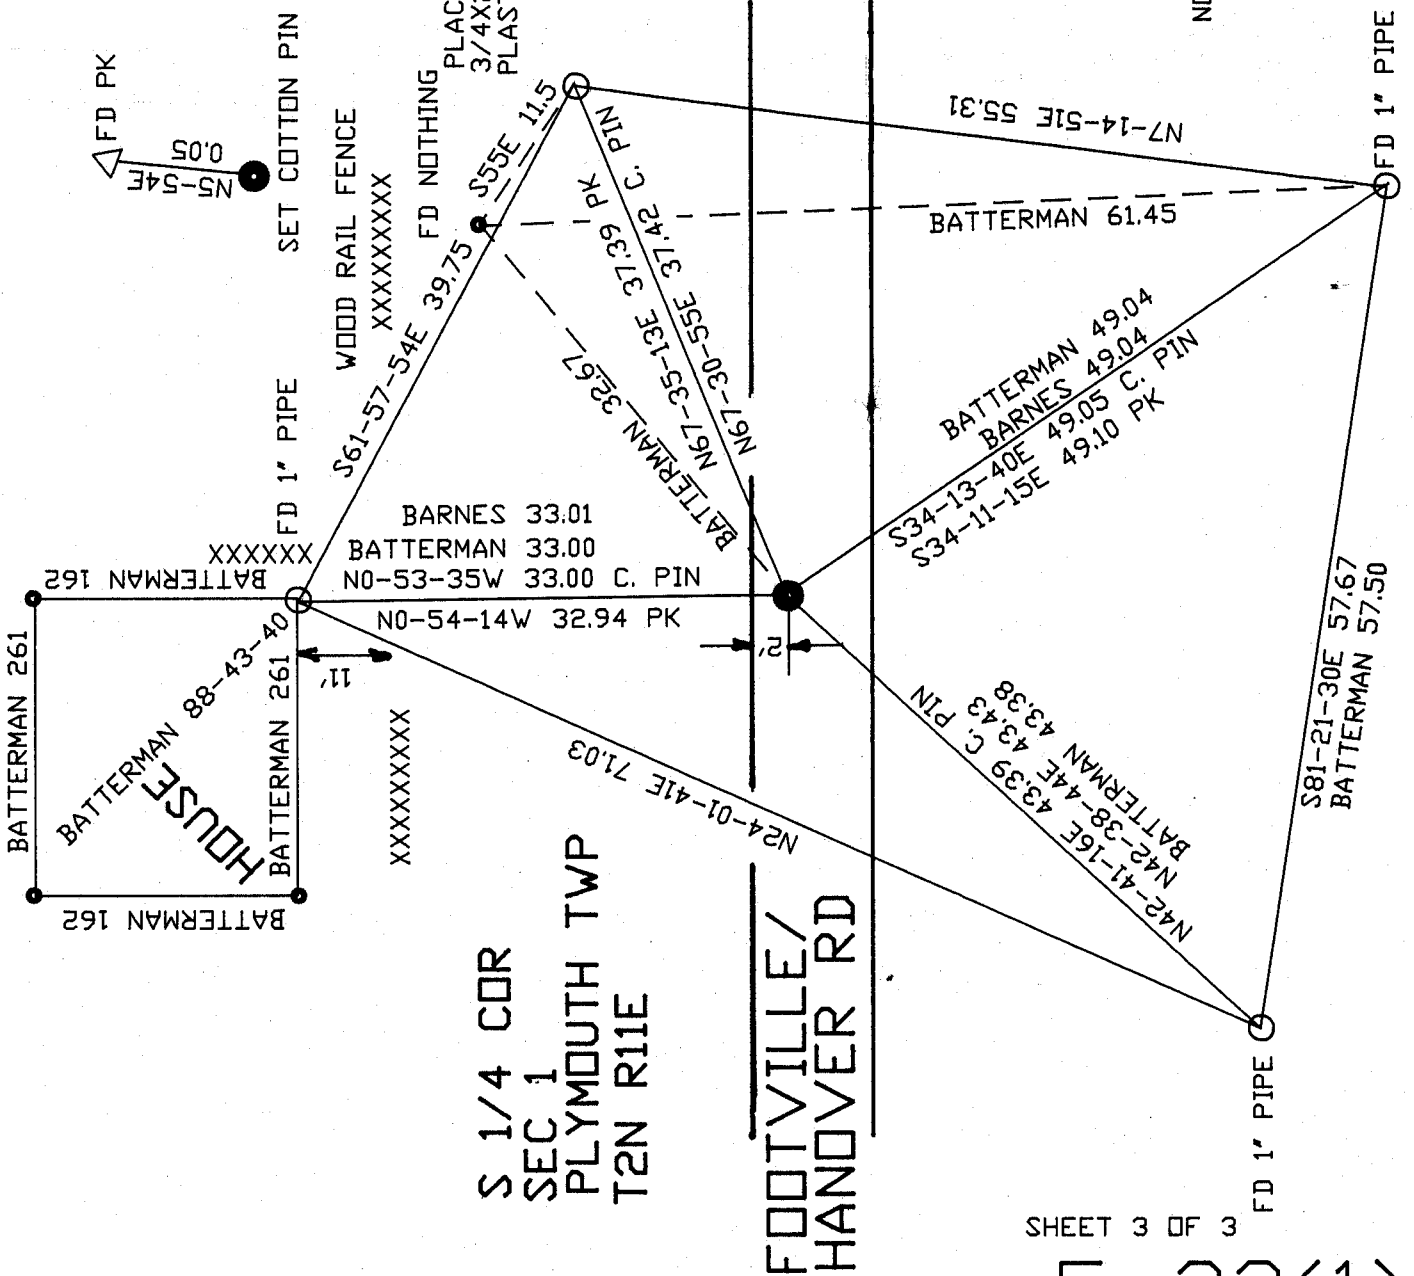 FD PK
N5-54E
0.05
SET COTTON PIN
WOOD RAIL FENCE
XXXXXXXX
FD NOTHING
PLAC
3/4X
PLAS
S55E 11.5
S61-57-54E 39.75
FD 1" PIPE
XXXXXX
BATTERMAN 162
BATTERMAN 261
BATTERMAN 88-43-40
HOUSE
BATTERMAN 261
BATTERMAN 162
11'
XXXXXXXXX
BARNES 33.01
BATTERMAN 33.00
N0-53-35W 33.00 C. PIN
N0-54-14W 32.94 PK
2'
BATTERMAN 32.67
N67-35-13E 37.39 PK
N67-30-55E 37.42 C. PIN
N7-14-51E 55.31
BATTERMAN 61.45
FD 1" PIPE
BATTERMAN 49.04
BARNES 49.04
S34-13-40E 49.05 C. PIN
S34-11-15E 49.10 PK
N24-01-41E 71.03
N42-41-16E 43.39 C. PIN
N42-38-44E 43.43
BATTERMAN 43.38
S81-21-30E 57.67
BATTERMAN 57.50
FD 1" PIPE
S 1/4 COR
SEC 1
PLYMOUTH TWP
T2N R11E
FOOTVILLE/
HANOVER RD
SHEET 3 OF 3